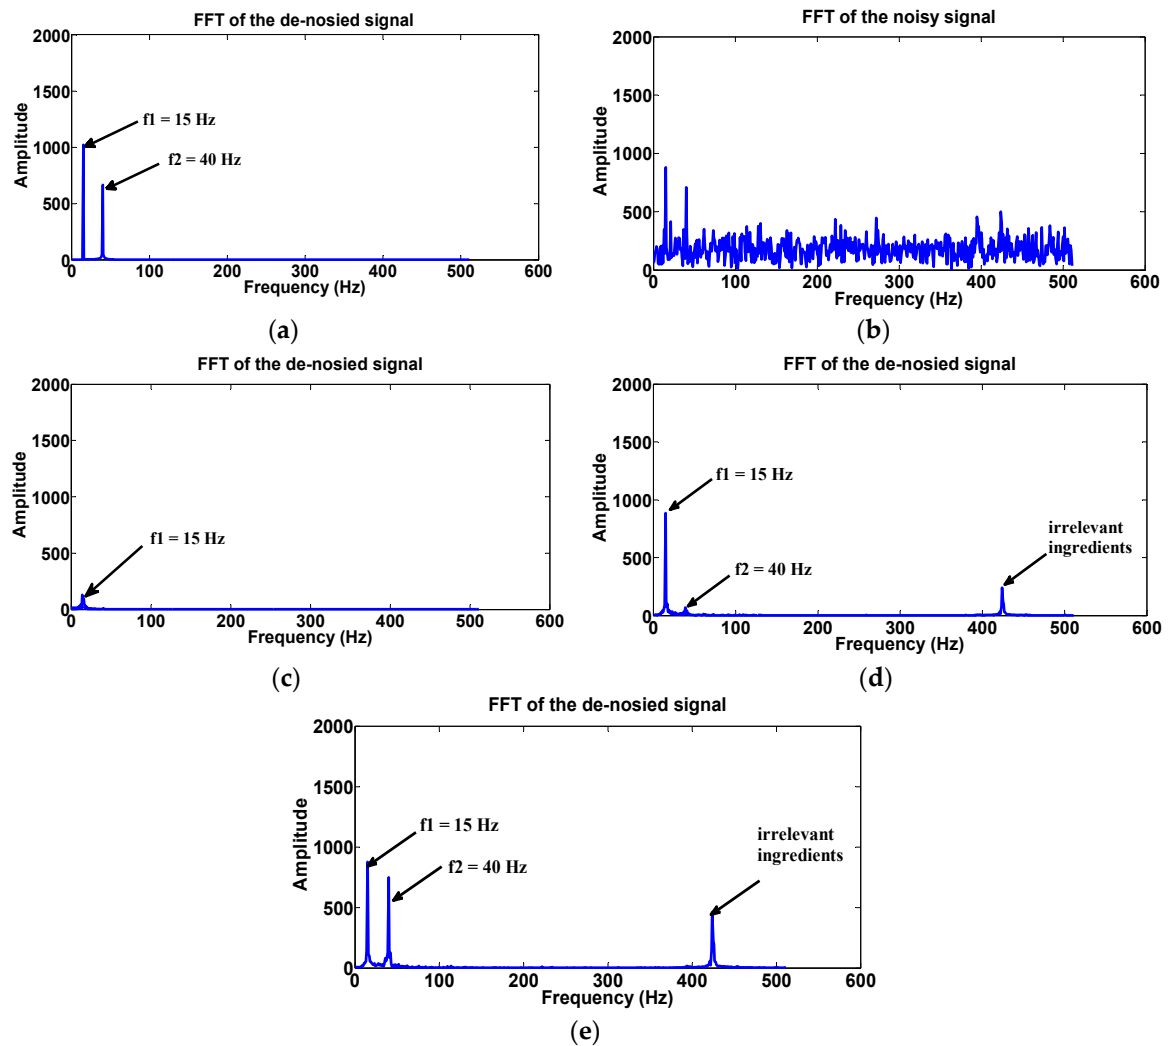 FFT of the de-nosied signal
2000
1500
1000
500
0
Amplitude
f1 = 15 Hz
f2 = 40 Hz
0 100 200 300 400 500 600
Frequency (Hz)
(a)
FFT of the noisy signal
2000
1500
1000
500
0
Amplitude
0 100 200 300 400 500 600
Frequency (Hz)
(b)
FFT of the de-nosied signal
2000
1500
1000
500
0
Amplitude
f1 = 15 Hz
0 100 200 300 400 500 600
Frequency (Hz)
(c)
FFT of the de-nosied signal
2000
1500
1000
500
0
Amplitude
f1 = 15 Hz
f2 = 40 Hz
irrelevant
ingredients
0 100 200 300 400 500 600
Frequency (Hz)
(d)
FFT of the de-nosied signal
2000
1500
1000
500
0
Amplitude
f1 = 15 Hz
f2 = 40 Hz
irrelevant
ingredients
0 100 200 300 400 500 600
Frequency (Hz)
(e)